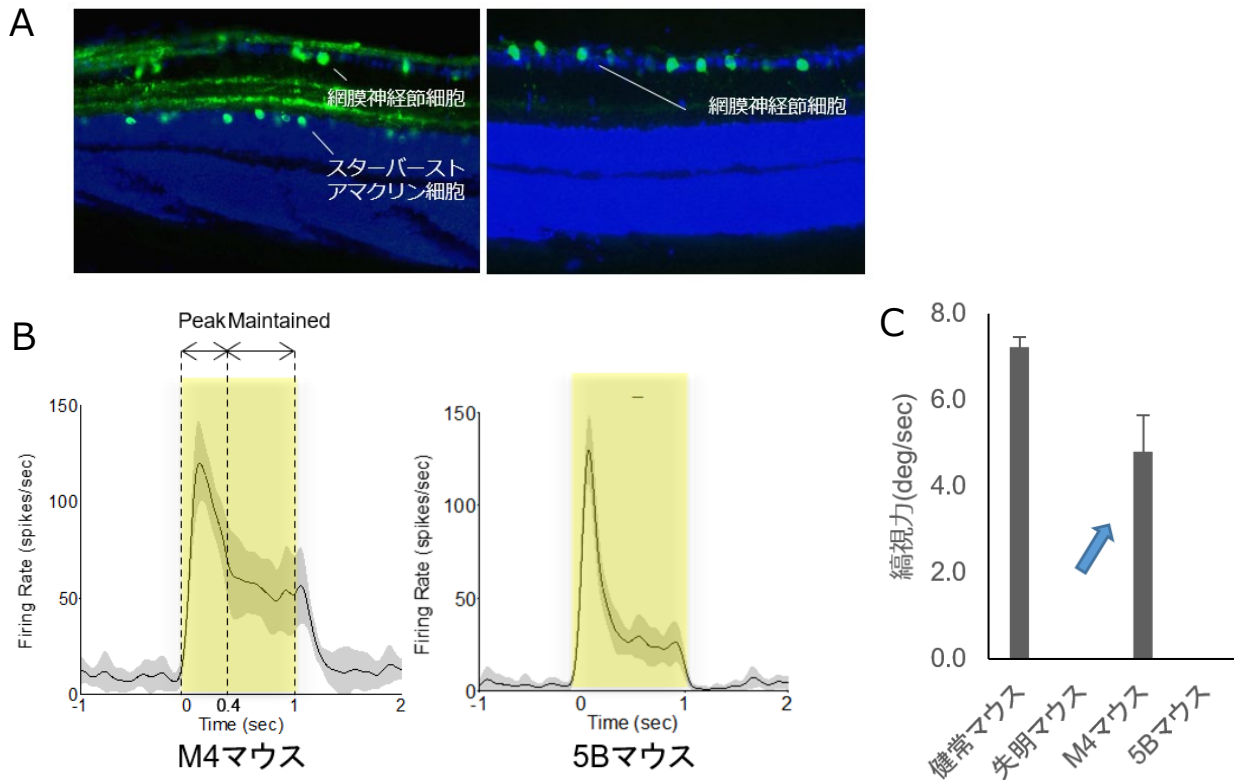 A
網膜神経節細胞
スターバースト
アマクリン細胞
網膜神経節細胞
B
Peak Maintained
150
100
50
0
Firing Rate (spikes/sec)
-1
0
0.4
1
2
Time (sec)
M4マウス
150
100
50
0
Firing Rate (spikes/sec)
-1
0
1
2
Time (sec)
5Bマウス
C
8.0
6.0
4.0
2.0
0.0
縞視力(deg/sec)
健常マウス
失明マウス
M4マウス
5Bマウス